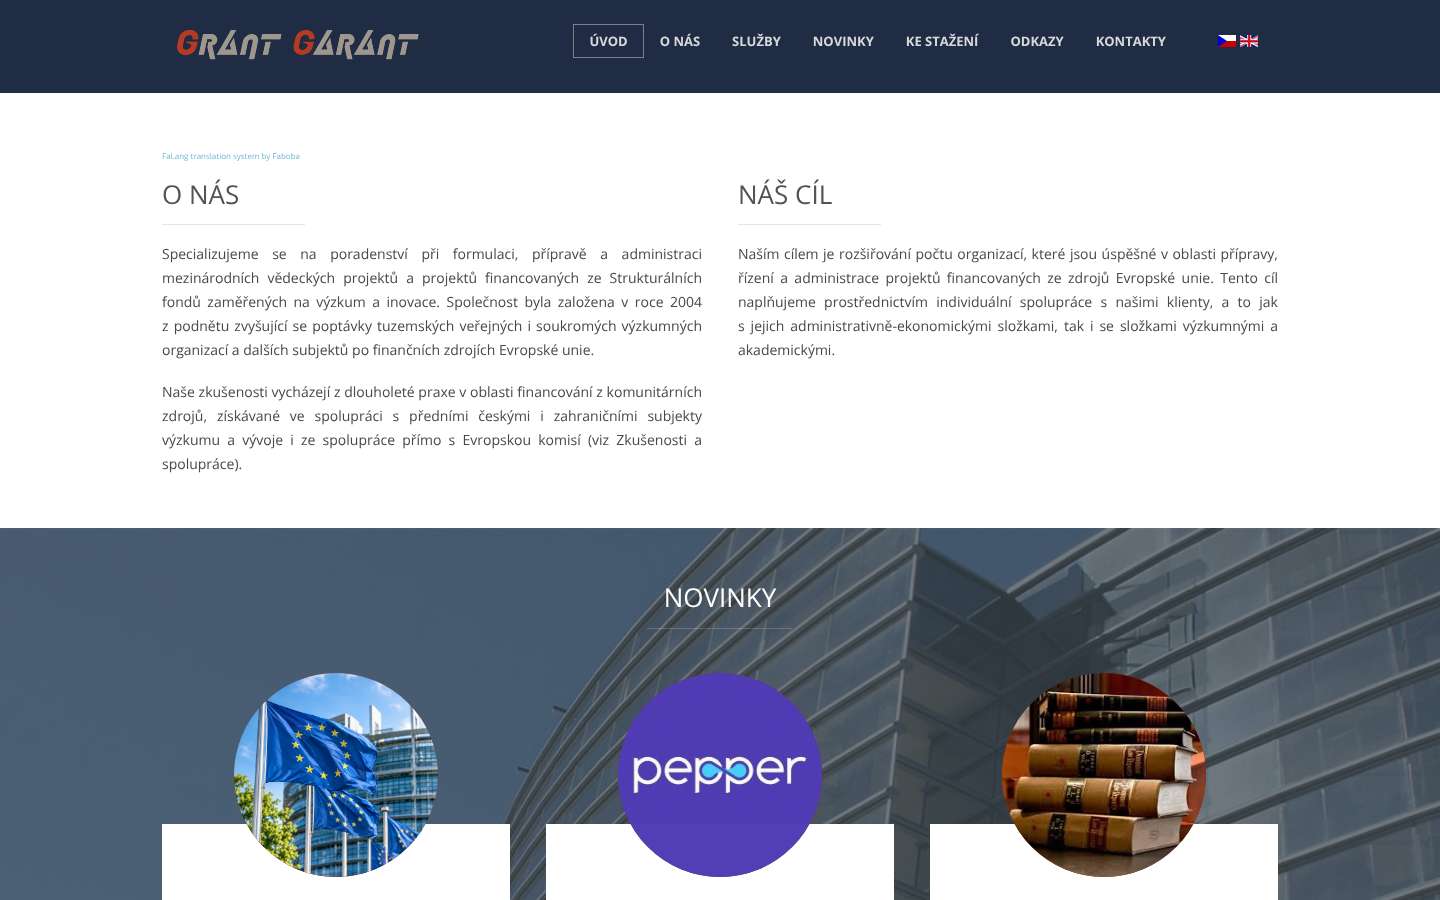 GRANT GARANT
ÚVOD O NÁS SLUŽBY NOVINKY KE STAŽENÍ ODKAZY KONTAKTY
FaLang translation system by Faboba
O NÁS
Specializujeme se na poradenství při formulaci, přípravě a administraci
mezinárodních vědeckých projektů a projektů financovaných ze Strukturálních
fondů zaměřených na výzkum a inovace. Společnost byla založena v roce 2004
z podnětu zvyšující se poptávky tuzemských veřejných i soukromých výzkumných
organizací a dalších subjektů po finančních zdrojích Evropské unie.
Naše zkušenosti vycházejí z dlouholeté praxe v oblasti financování z komunitárních
zdrojů, získávané ve spolupráci s předními českými i zahraničními subjekty
výzkumu a vývoje i ze spolupráce přímo s Evropskou komisí (viz Zkušenosti a
spolupráce).
NÁŠ CÍL
Naším cílem je rozšiřování počtu organizací, které jsou úspěšné v oblasti přípravy,
řízení a administrace projektů financovaných ze zdrojů Evropské unie. Tento cíl
naplňujeme prostřednictvím individuální spolupráce s našimi klienty, a to jak
s jejich administrativně-ekonomickými složkami, tak i se složkami výzkumnými a
akademickými.
NOVINKY
pepper